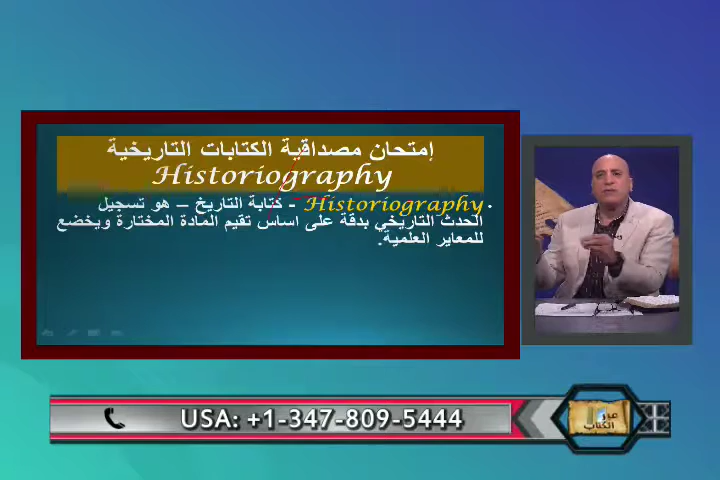 إمتحان مصداقية الكتابات التاريخية
Historiography
Historiography - كتابة التاريخ – هو تسجيل
الحدث التاريخي بدقة على اساس تقيم المادة المختارة ويخضع
للمعاير العلمية.
USA: +1-347-809-5444
الكتاب